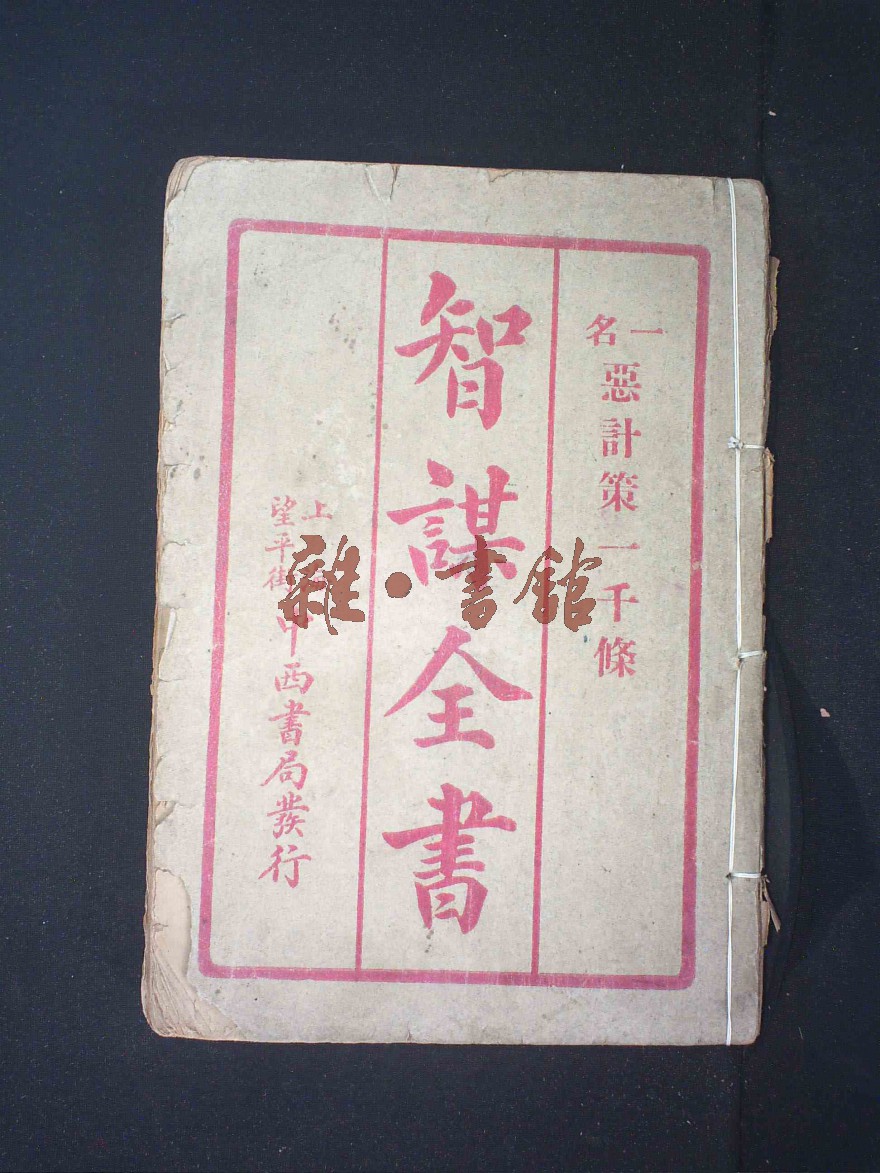 一名惡計策一千條
智謀全書
上海望平街中西書局發行
雜·書館